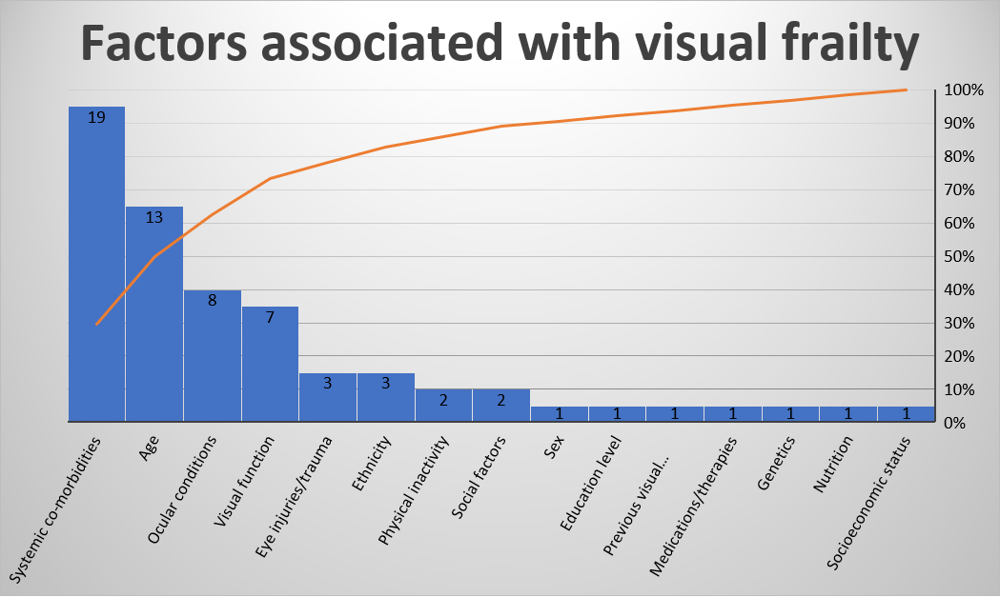 Factors associated with visual frailty
19
13
8
7
3
3
2
2
1
1
1
1
1
1
1
100%
90%
80%
70%
60%
50%
40%
30%
20%
10%
0%
Systemic co-morbidities
Age
Ocular conditions
Visual function
Eye injuries/trauma
Ethnicity
Physical inactivity
Social factors
Sex
Education level
Previous visual...
Medications/therapies
Genetics
Nutrition
Socioeconomic status